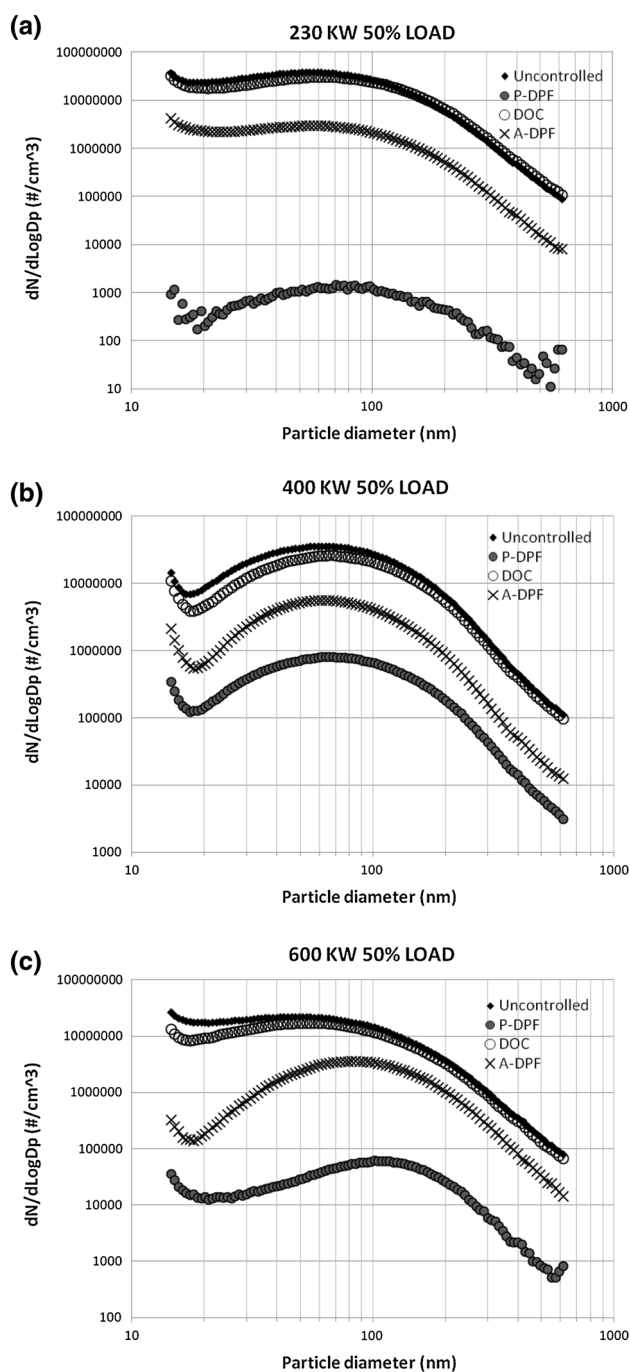 (a)
230 KW 50% LOAD
dN/dLogDp (#/cm^3)
100000000
10000000
1000000
100000
10000
1000
100
10
Uncontrolled
P-DPF
DOC
A-DPF
10
100
1000
Particle diameter (nm)
(b)
400 KW 50% LOAD
dN/dLogDp (#/cm^3)
100000000
10000000
1000000
100000
10000
1000
Uncontrolled
P-DPF
DOC
A-DPF
10
100
1000
Particle diameter (nm)
(c)
600 KW 50% LOAD
dN/dLogDp (#/cm^3)
100000000
10000000
1000000
100000
10000
1000
100
Uncontrolled
P-DPF
DOC
A-DPF
10
100
1000
Particle diameter (nm)